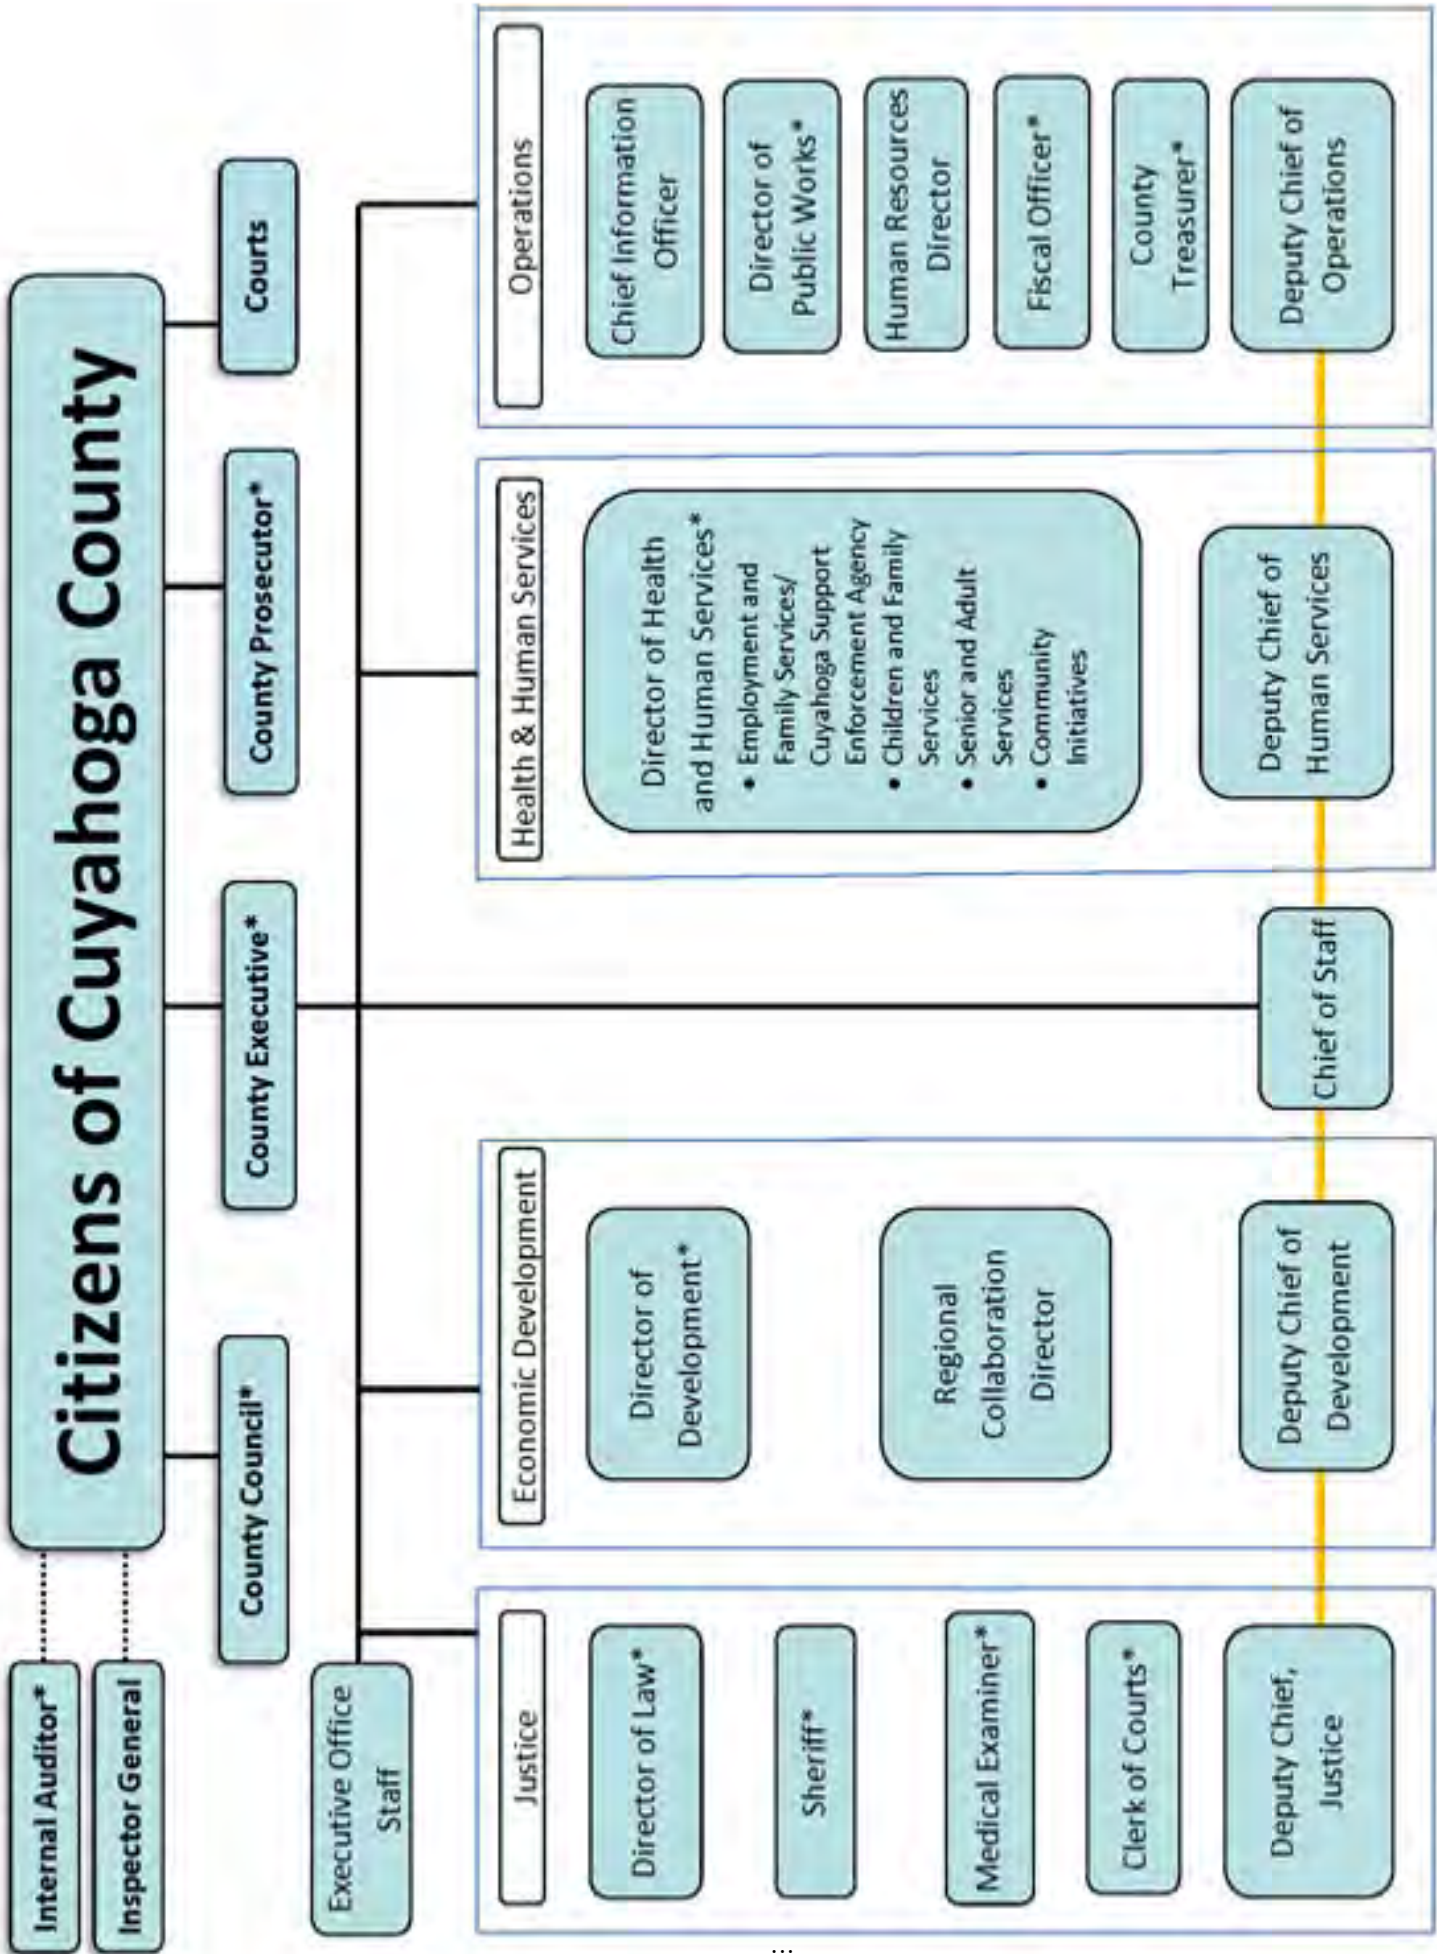 Citizens of Cuyahoga County
Internal Auditor*
Inspector General
County Council*
County Executive*
County Prosecutor*
Courts
Executive Office
Staff
Justice
Director of Law*
Sheriff*
Medical Examiner*
Clerk of Courts*
Deputy Chief,
Justice
Economic Development
Director of
Development*
Regional
Collaboration
Director
Deputy Chief of
Development
Chief of Staff
Health & Human Services
Director of Health
and Human Services*
• Employment and
Family Services/
Cuyahoga Support
Enforcement Agency
• Children and Family
Services
• Senior and Adult
Services
• Community
Initiatives
Deputy Chief of
Human Services
Operations
Chief Information
Officer
Director of
Public Works*
Human Resources
Director
Fiscal Officer*
County
Treasurer*
Deputy Chief of
Operations
...